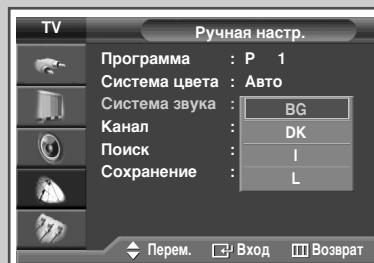 TV
Ручная настр.
Программа : P 1
Система цвета : Авто
Система звука : BG
Канал : DK
Поиск : I
Сохранение : L
Перем. Вход Возврат